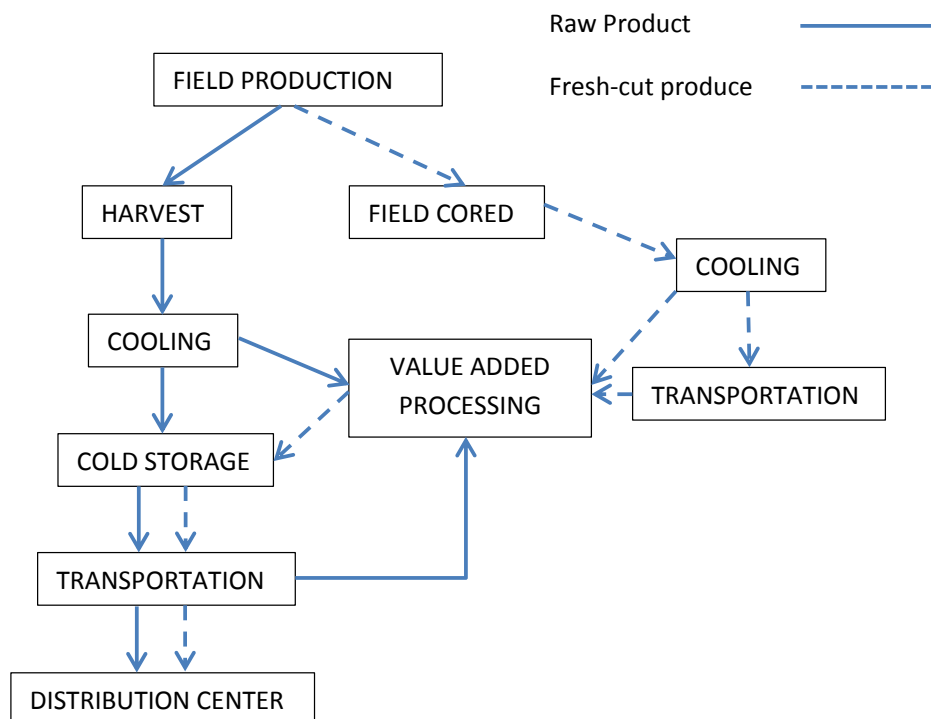 Raw Product
FIELD PRODUCTION
Fresh-cut produce
HARVEST
FIELD CORED
COOLING
COOLING
VALUE ADDED
PROCESSING
TRANSPORTATION
COLD STORAGE
TRANSPORTATION
DISTRIBUTION CENTER